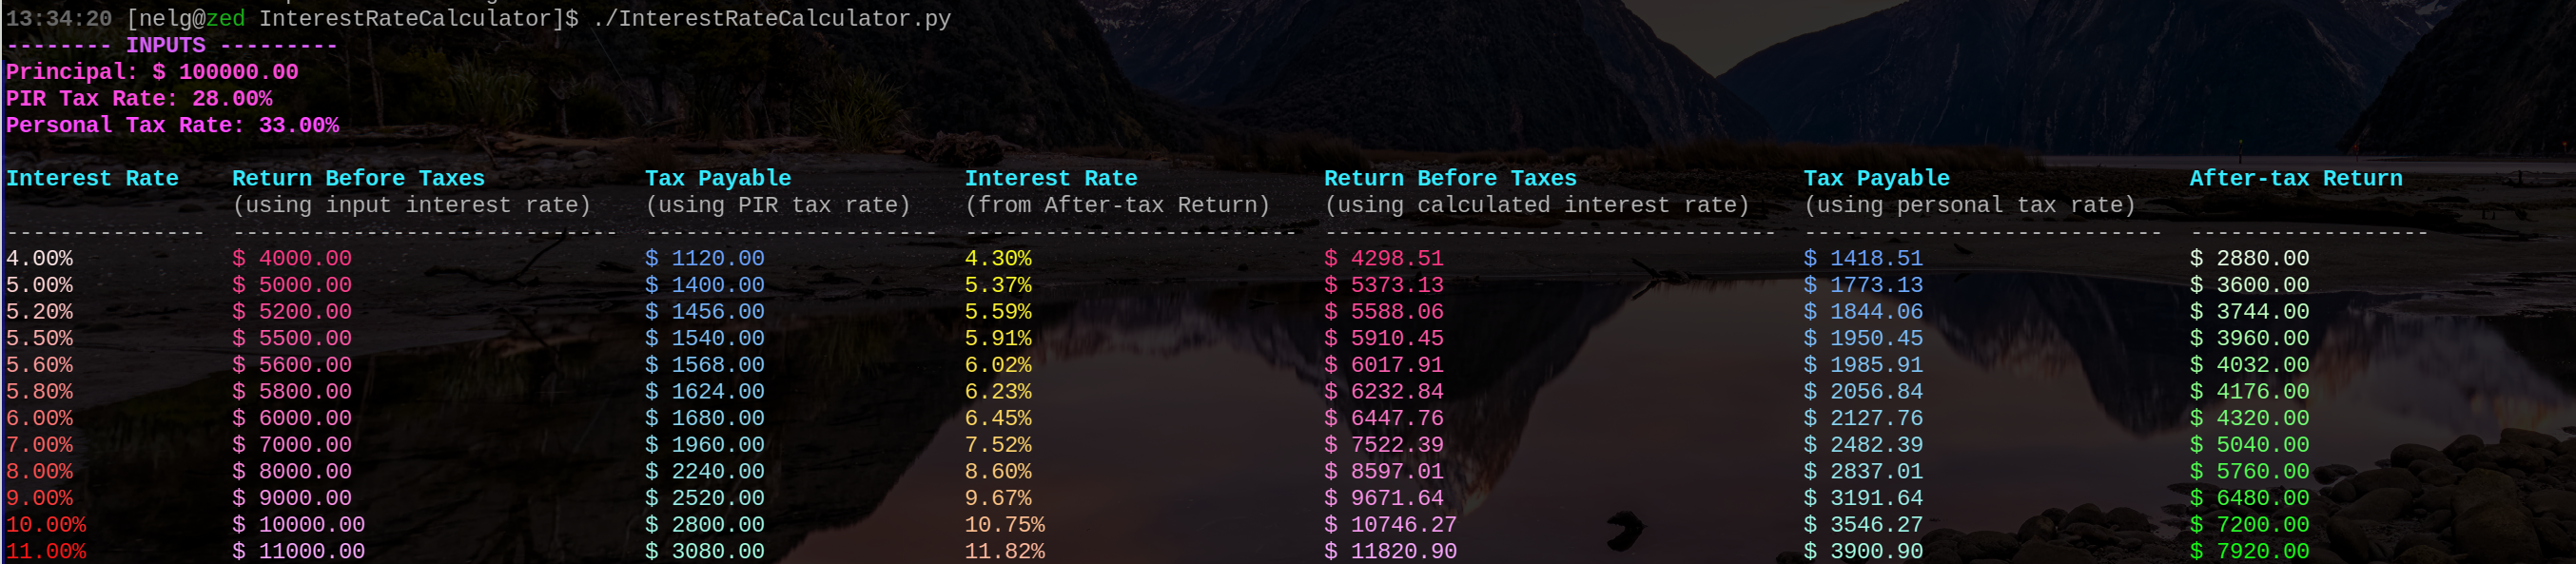 13:34:20 [nelg@zed InterestRateCalculator]$ ./InterestRateCalculator.py
-------- INPUTS ---------
Principal: $ 100000.00
PIR Tax Rate: 28.00%
Personal Tax Rate: 33.00%
Interest Rate Return Before Taxes Tax Payable Interest Rate Return Before Taxes Tax Payable After-tax Return
(using input interest rate) (using PIR tax rate) (from After-tax Return) (using calculated interest rate) (using personal tax rate)
--------------- ----------------------------- ---------------------- ------------------------- ---------------------------------- --------------------------- ------------------
4.00% $ 4000.00 $ 1120.00 4.30% $ 4298.51 $ 1418.51 $ 2880.00
5.00% $ 5000.00 $ 1400.00 5.37% $ 5373.13 $ 1773.13 $ 3600.00
5.20% $ 5200.00 $ 1456.00 5.59% $ 5588.06 $ 1844.06 $ 3744.00
5.50% $ 5500.00 $ 1540.00 5.91% $ 5910.45 $ 1950.45 $ 3960.00
5.60% $ 5600.00 $ 1568.00 6.02% $ 6017.91 $ 1985.91 $ 4032.00
5.80% $ 5800.00 $ 1624.00 6.23% $ 6232.84 $ 2056.84 $ 4176.00
6.00% $ 6000.00 $ 1680.00 6.45% $ 6447.76 $ 2127.76 $ 4320.00
7.00% $ 7000.00 $ 1960.00 7.52% $ 7522.39 $ 2482.39 $ 5040.00
8.00% $ 8000.00 $ 2240.00 8.60% $ 8597.01 $ 2837.01 $ 5760.00
9.00% $ 9000.00 $ 2520.00 9.67% $ 9671.64 $ 3191.64 $ 6480.00
10.00% $ 10000.00 $ 2800.00 10.75% $ 10746.27 $ 3546.27 $ 7200.00
11.00% $ 11000.00 $ 3080.00 11.82% $ 11820.90 $ 3900.90 $ 7920.00